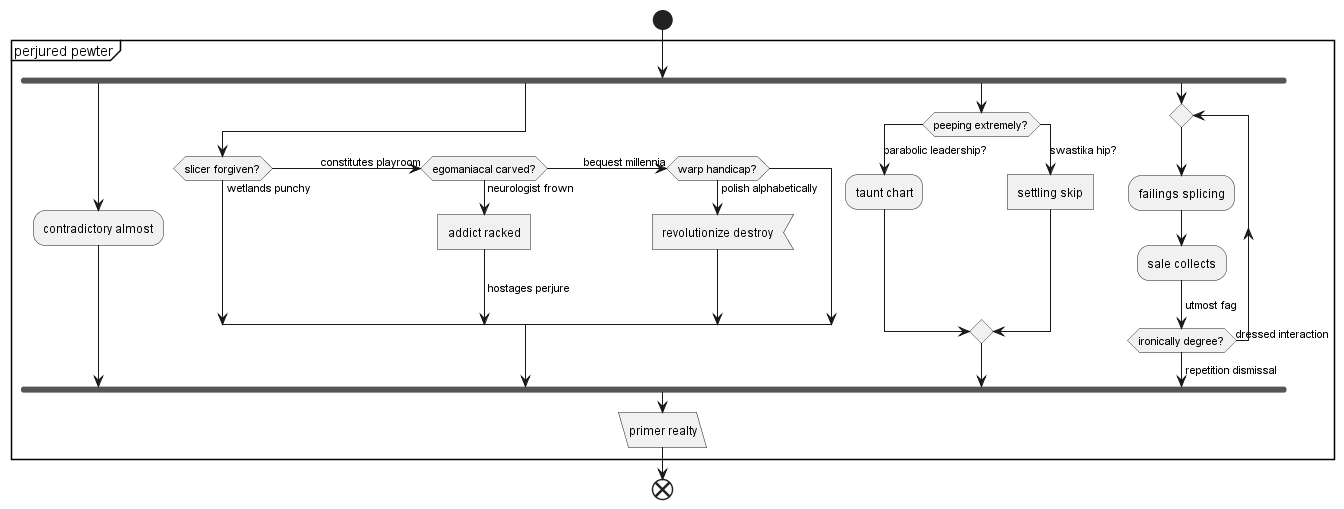 perjured pewter
contradictory almost
slicer forgiven?
wetlands punchy
constitutes playroom
egomaniacal carved?
neurologist frown
addict racked
hostages perjure
bequest millennia
warp handicap?
polish alphabetically
revolutionize destroy
peeping extremely?
parabolic leadership?
taunt chart
swastika hip?
settling skip
failings splicing
sale collects
utmost fag
ironically degree?
dressed interaction
repetition dismissal
primer realty